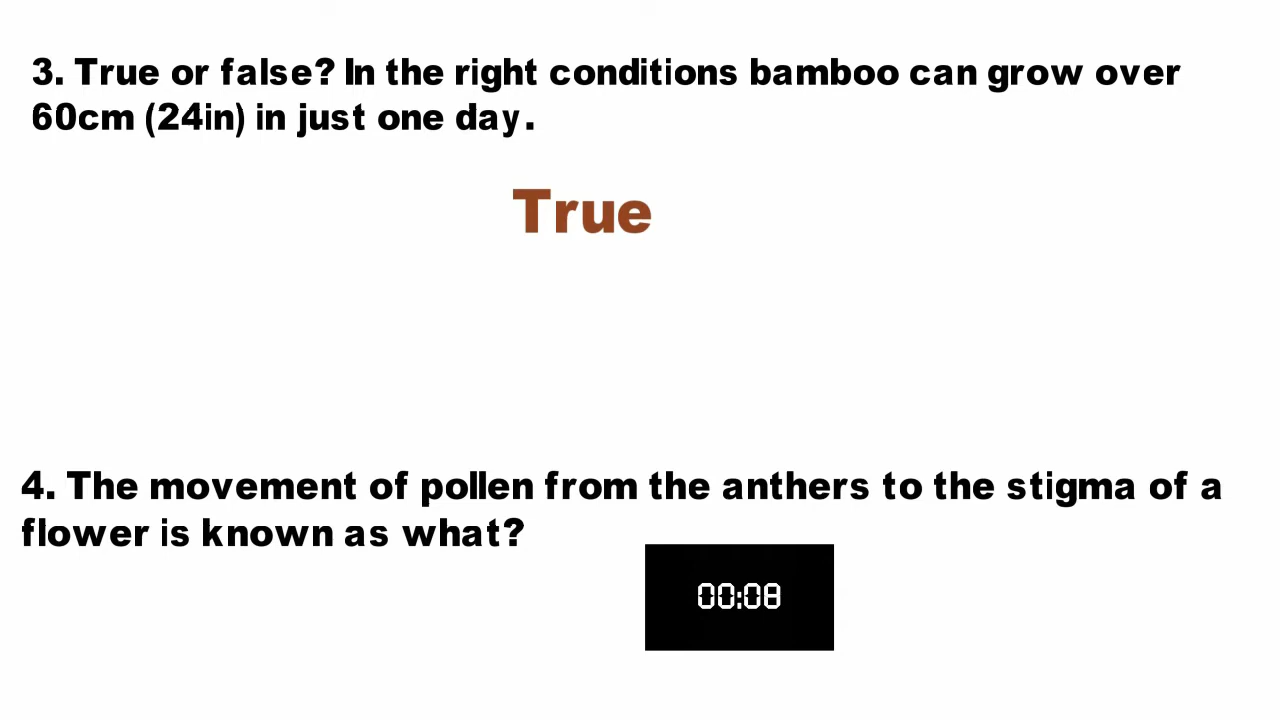 3. True or false? In the right conditions bamboo can grow over
60cm (24in) in just one day.
True
4. The movement of pollen from the anthers to the stigma of a
flower is known as what?
00:08